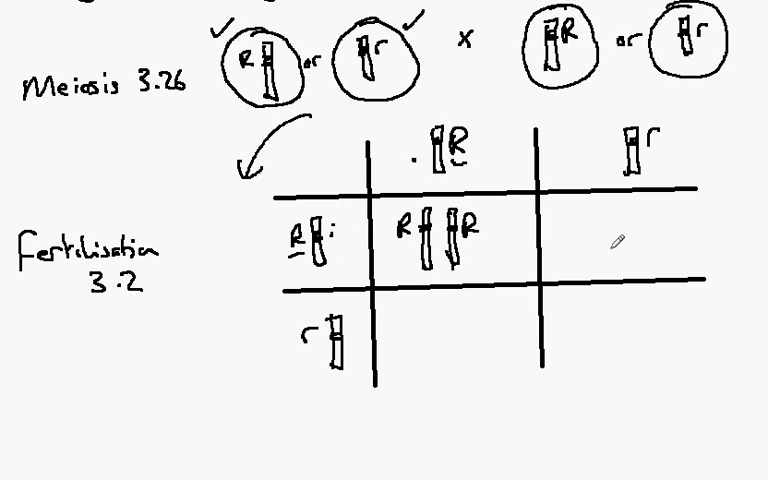 Meiosis 3.26 R or r x R or r
R r
Fertilisation R R R
3.2
r